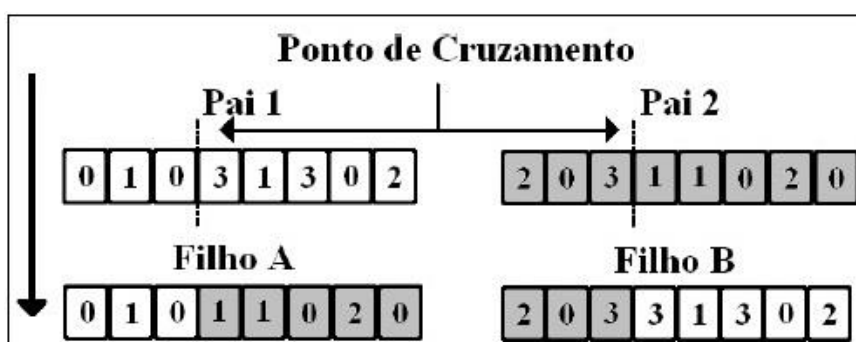 Ponto de Cruzamento
Pai 1 Pai 2
0 1 0 3 1 3 0 2 2 0 3 1 1 0 2 0
Filho A Filho B
0 1 0 1 1 0 2 0 2 0 3 3 1 3 0 2